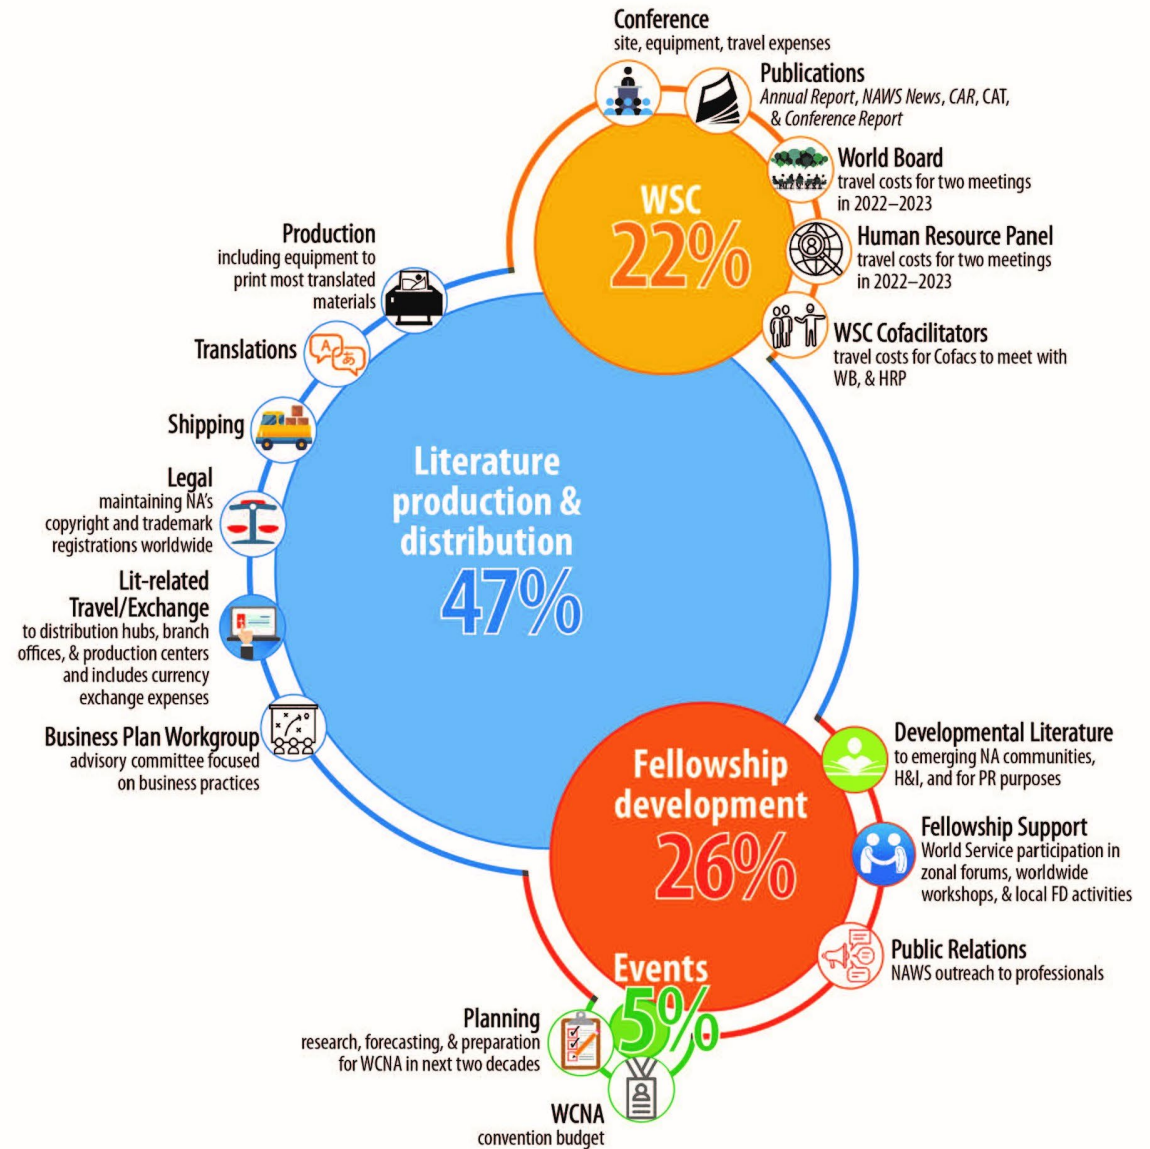 Conference
site, equipment, travel expenses
Publications
Annual Report, NAWS News, CAR, CAT,
& Conference Report
World Board
travel costs for two meetings
in 2022–2023
Human Resource Panel
travel costs for two meetings
in 2022–2023
WSC Cofacilitators
travel costs for Cofacs to meet with
WB, & HRP
WSC
22%
Production
including equipment to
print most translated
materials
Translations
A
あ
Shipping
Legal
maintaining NA's
copyright and trademark
registrations worldwide
Lit-related
Travel/Exchange
to distribution hubs, branch
offices, & production centers
and includes currency
exchange expenses
Business Plan Workgroup
advisory committee focused
on business practices
Literature
production &
distribution
47%
Fellowship
development
26%
Developmental Literature
to emerging NA communities,
H&I, and for PR purposes
Fellowship Support
World Service participation in
zonal forums, worldwide
workshops, & local FD activities
Public Relations
NAWS outreach to professionals
Events
5%
Planning
research, forecasting, & preparation
for WCNA in next two decades
WCNA
convention budget